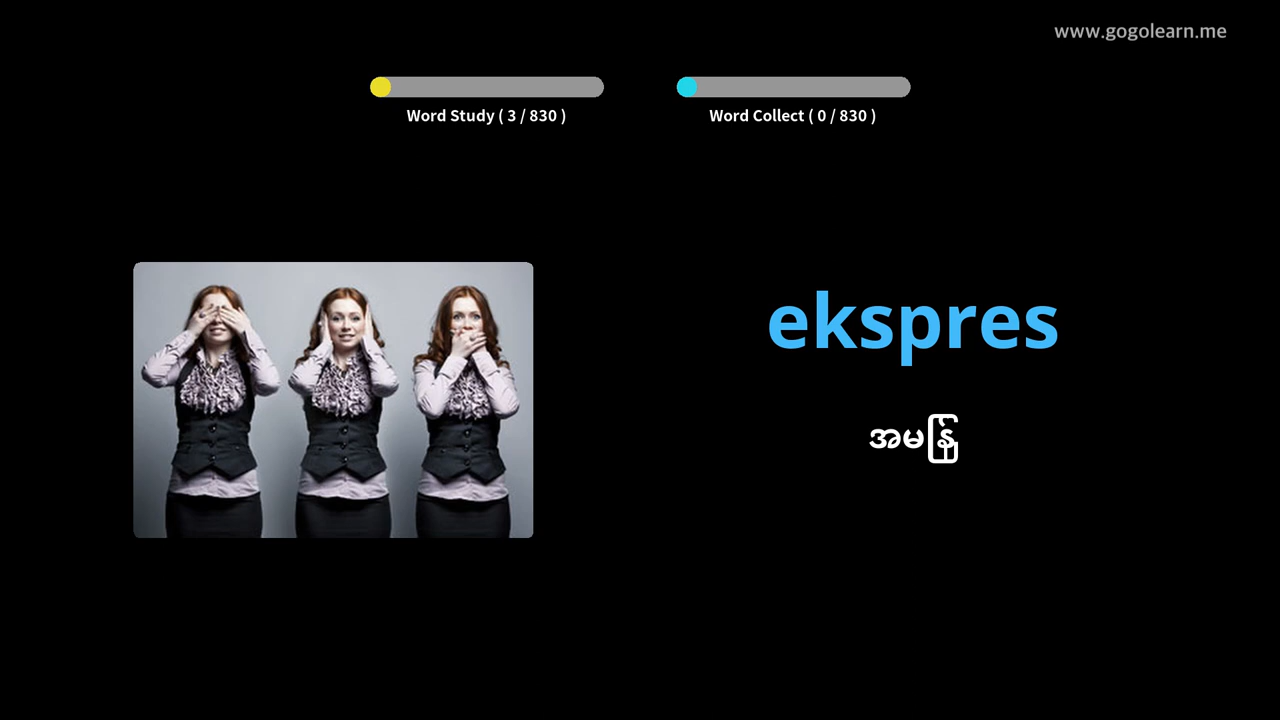 www.gogolearn.me
Word Study ( 3 / 830 )
Word Collect ( 0 / 830 )
ekspres
အမြန်